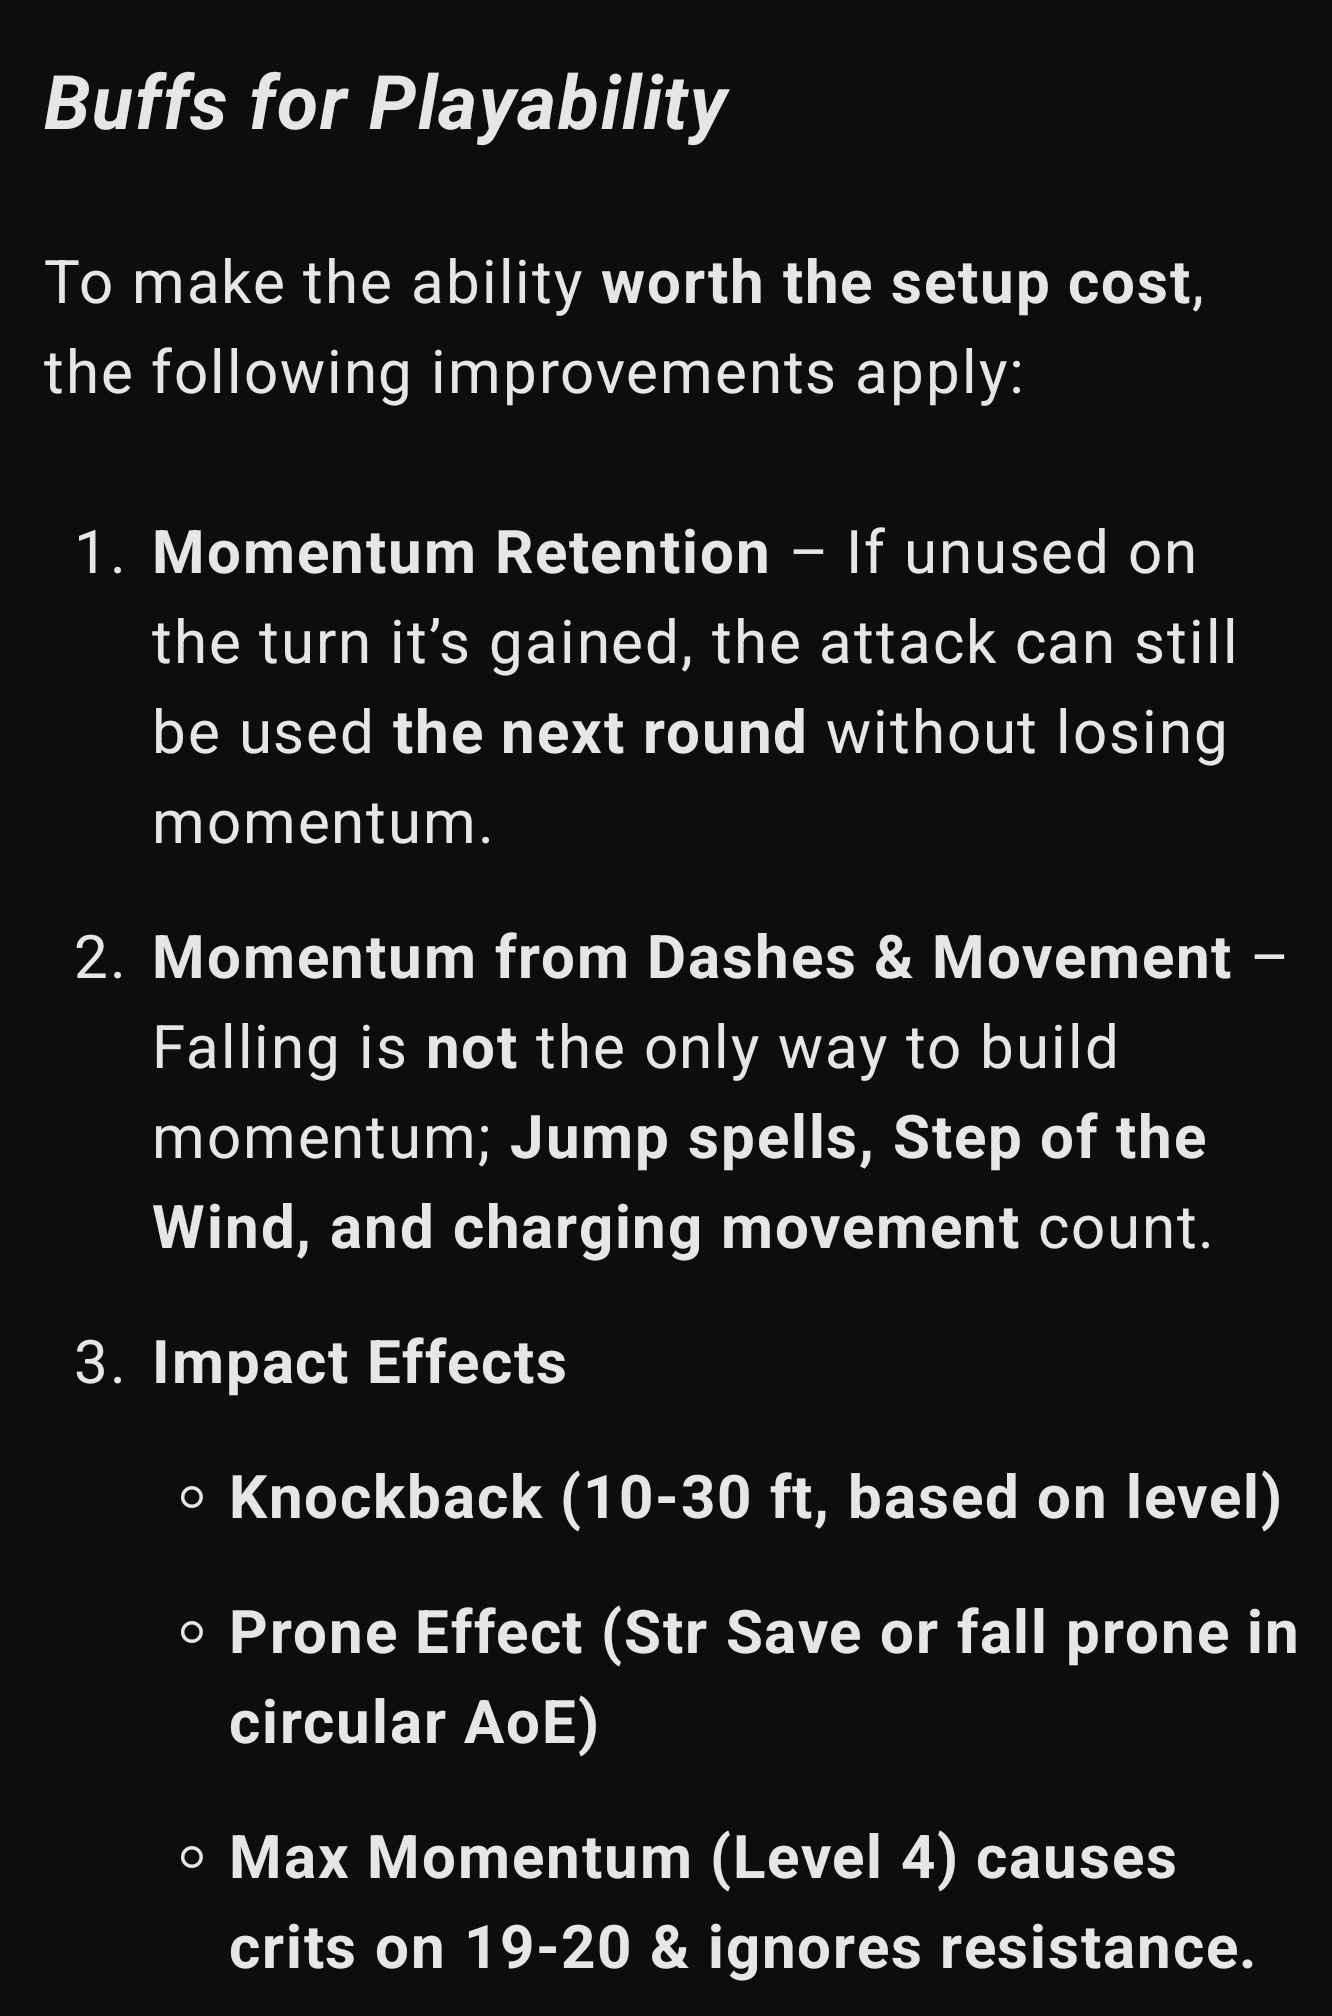 Buffs for Playability
To make the ability worth the setup cost,
the following improvements apply:
1. Momentum Retention – If unused on
the turn it’s gained, the attack can still
be used the next round without losing
momentum.
2. Momentum from Dashes & Movement –
Falling is not the only way to build
momentum; Jump spells, Step of the
Wind, and charging movement count.
3. Impact Effects
○ Knockback (10-30 ft, based on level)
○ Prone Effect (Str Save or fall prone in
circular AoE)
○ Max Momentum (Level 4) causes
crits on 19-20 & ignores resistance.